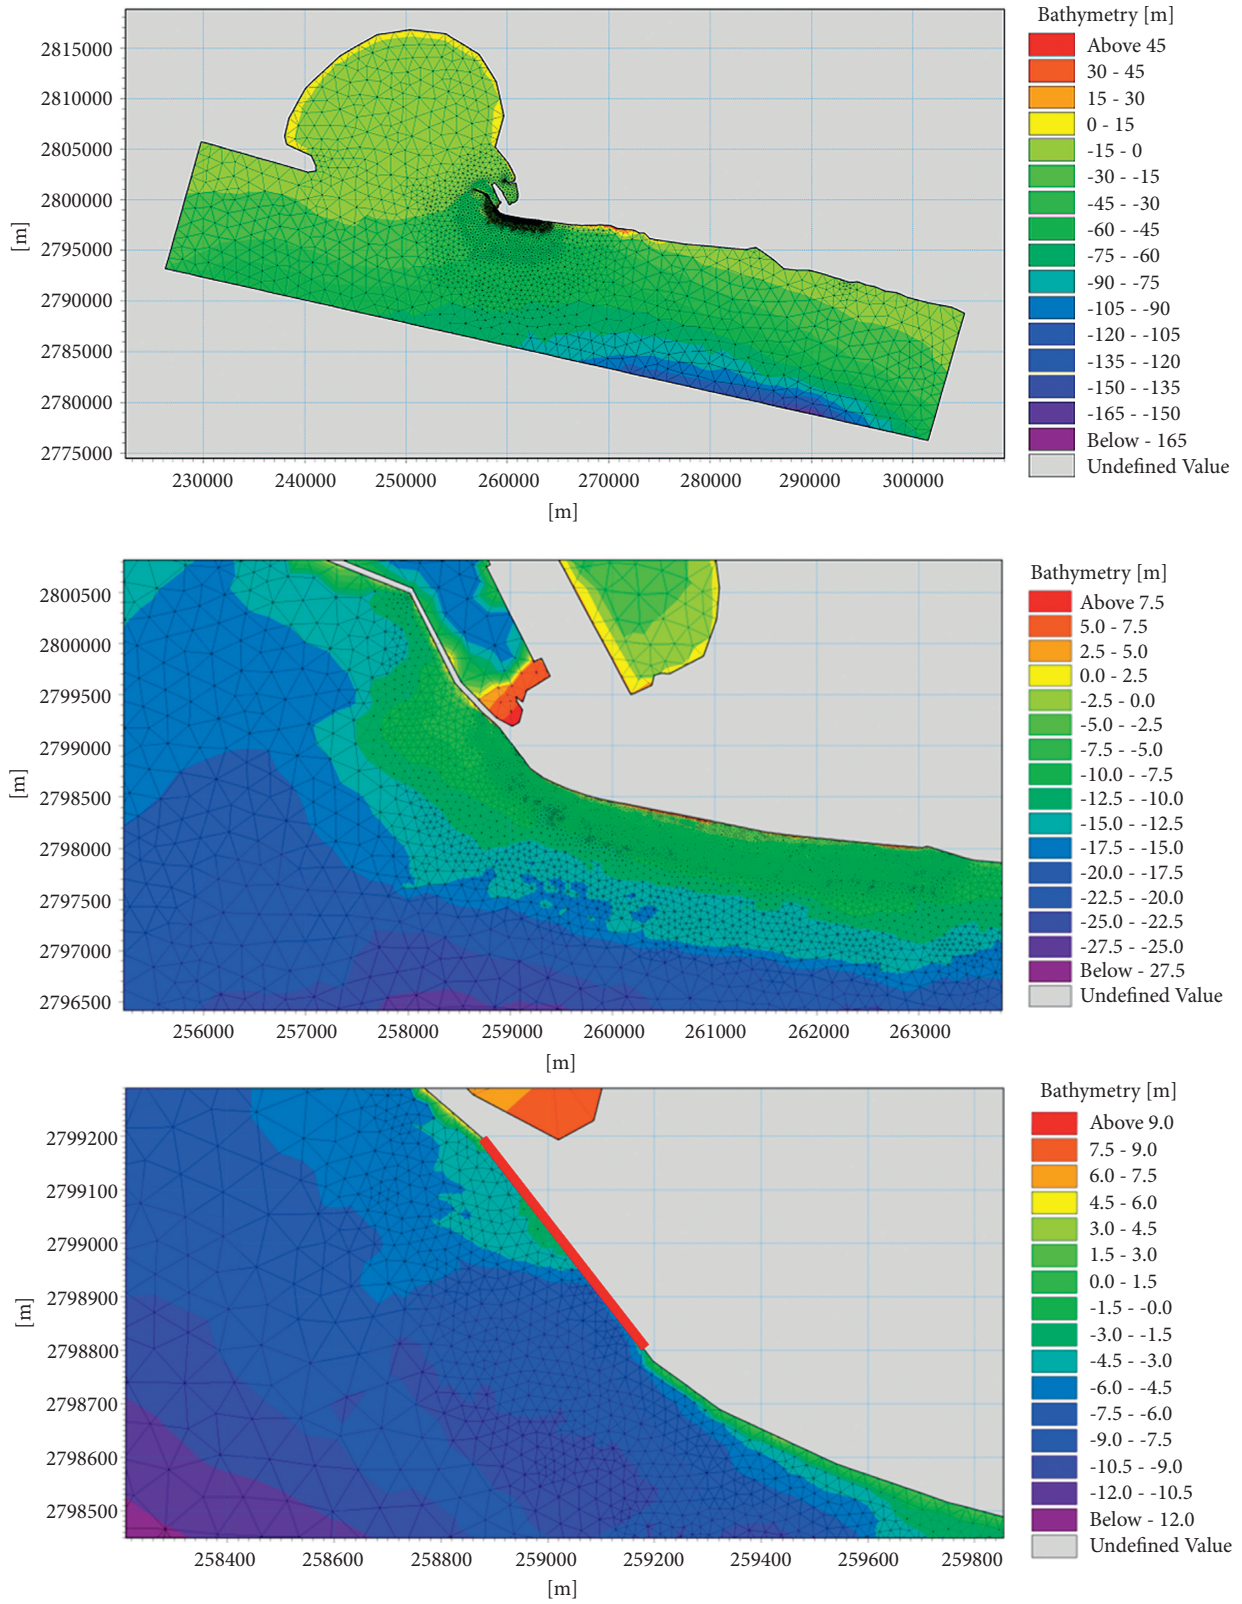 Bathymetry [m]
Above 45
30 - 45
15 - 30
0 - 15
-15 - 0
-30 - -15
-45 - -30
-60 - -45
-75 - -60
-90 - -75
-105 - -90
-120 - -105
-135 - -120
-150 - -135
-165 - -150
Below - 165
Undefined Value
2815000
2810000
2805000
2800000
2795000
2790000
2785000
2780000
2775000
[m]
230000 240000 250000 260000 270000 280000 290000 300000
[m]
Bathymetry [m]
Above 7.5
5.0 - 7.5
2.5 - 5.0
0.0 - 2.5
-2.5 - 0.0
-5.0 - -2.5
-7.5 - -5.0
-10.0 - -7.5
-12.5 - -10.0
-15.0 - -12.5
-17.5 - -15.0
-20.0 - -17.5
-22.5 - -20.0
-25.0 - -22.5
-27.5 - -25.0
Below - 27.5
Undefined Value
2800500
2800000
2799500
2799000
2798500
2798000
2797500
2797000
2796500
[m]
256000 257000 258000 259000 260000 261000 262000 263000
[m]
Bathymetry [m]
Above 9.0
7.5 - 9.0
6.0 - 7.5
4.5 - 6.0
3.0 - 4.5
1.5 - 3.0
0.0 - 1.5
-1.5 - -0.0
-3.0 - -1.5
-4.5 - -3.0
-6.0 - -4.5
-7.5 - -6.0
-9.0 - -7.5
-10.5 - -9.0
-12.0 - -10.5
Below - 12.0
Undefined Value
2799200
2799100
2799000
2798900
2798800
2798700
2798600
2798500
[m]
258400 258600 258800 259000 259200 259400 259600 259800
[m]